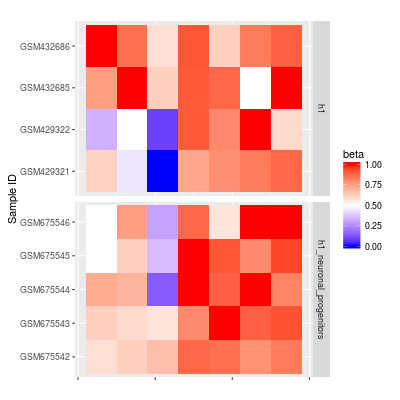 GSM432686
GSM432685
GSM429322
GSM429321
h1
GSM675546
GSM675545
GSM675544
GSM675543
GSM675542
h1_neuronal_progenitors
Sample ID
beta
1.00
0.75
0.50
0.25
0.00